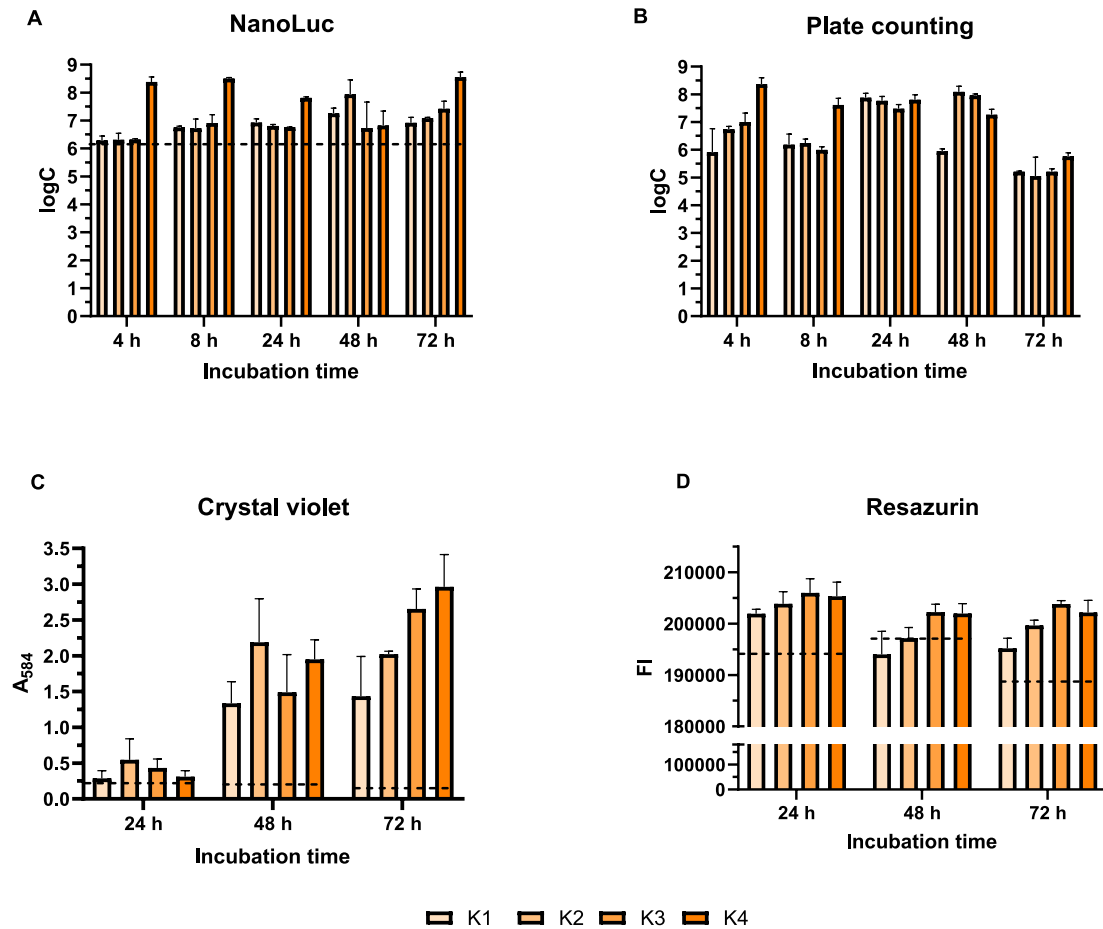 A
NanoLuc
logC
9
8
7
6
5
4
3
2
1
0
4 h 8 h 24 h 48 h 72 h
Incubation time
B
Plate counting
logC
9
8
7
6
5
4
3
2
1
0
4 h 8 h 24 h 48 h 72 h
Incubation time
C
Crystal violet
A584
3.5
3.0
2.5
2.0
1.5
1.0
0.5
0.0
24 h 48 h 72 h
Incubation time
D
Resazurin
FI
210000
200000
190000
180000
100000
0
24 h 48 h 72 h
Incubation time
K1 K2 K3 K4